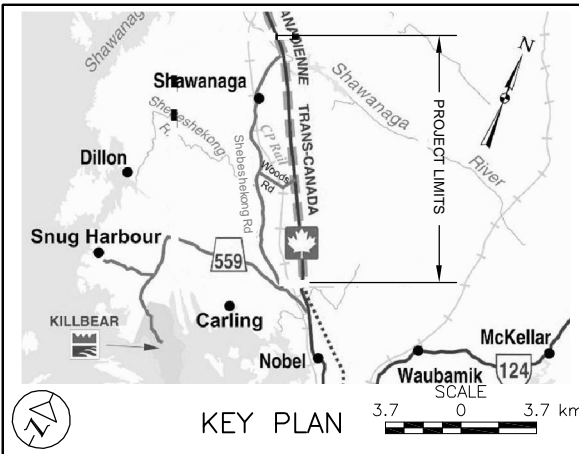 CANADIENNE TRANS-CANADA
Shawanaga
Shawanaga
Shawanaga River
Shebeshekong R.
CP Rail
Shebeshekong Rd
Woods Rd
PROJECT LIMITS
N
Dillon
Snug Harbour
559
KILLBEAR
Carling
Nobel
McKellar
Waubamik
124
N
KEY PLAN
SCALE
3.7 0 3.7 km